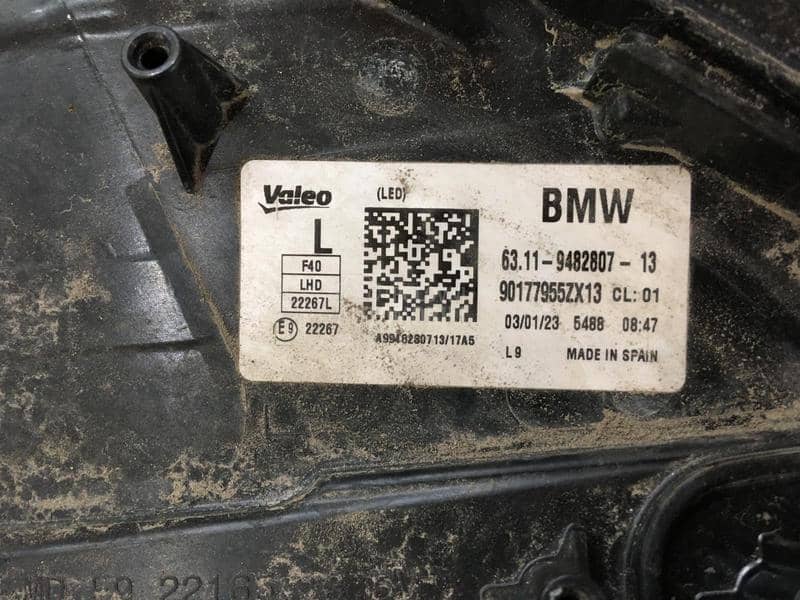 Valeo
(LED)
BMW
L
F40
LHD
22267L
E9 22267
A9948280713/17A5
63.11-9482807-13
90177955ZX13 CL:01
03/01/23 5488 08:47
L9 MADE IN SPAIN